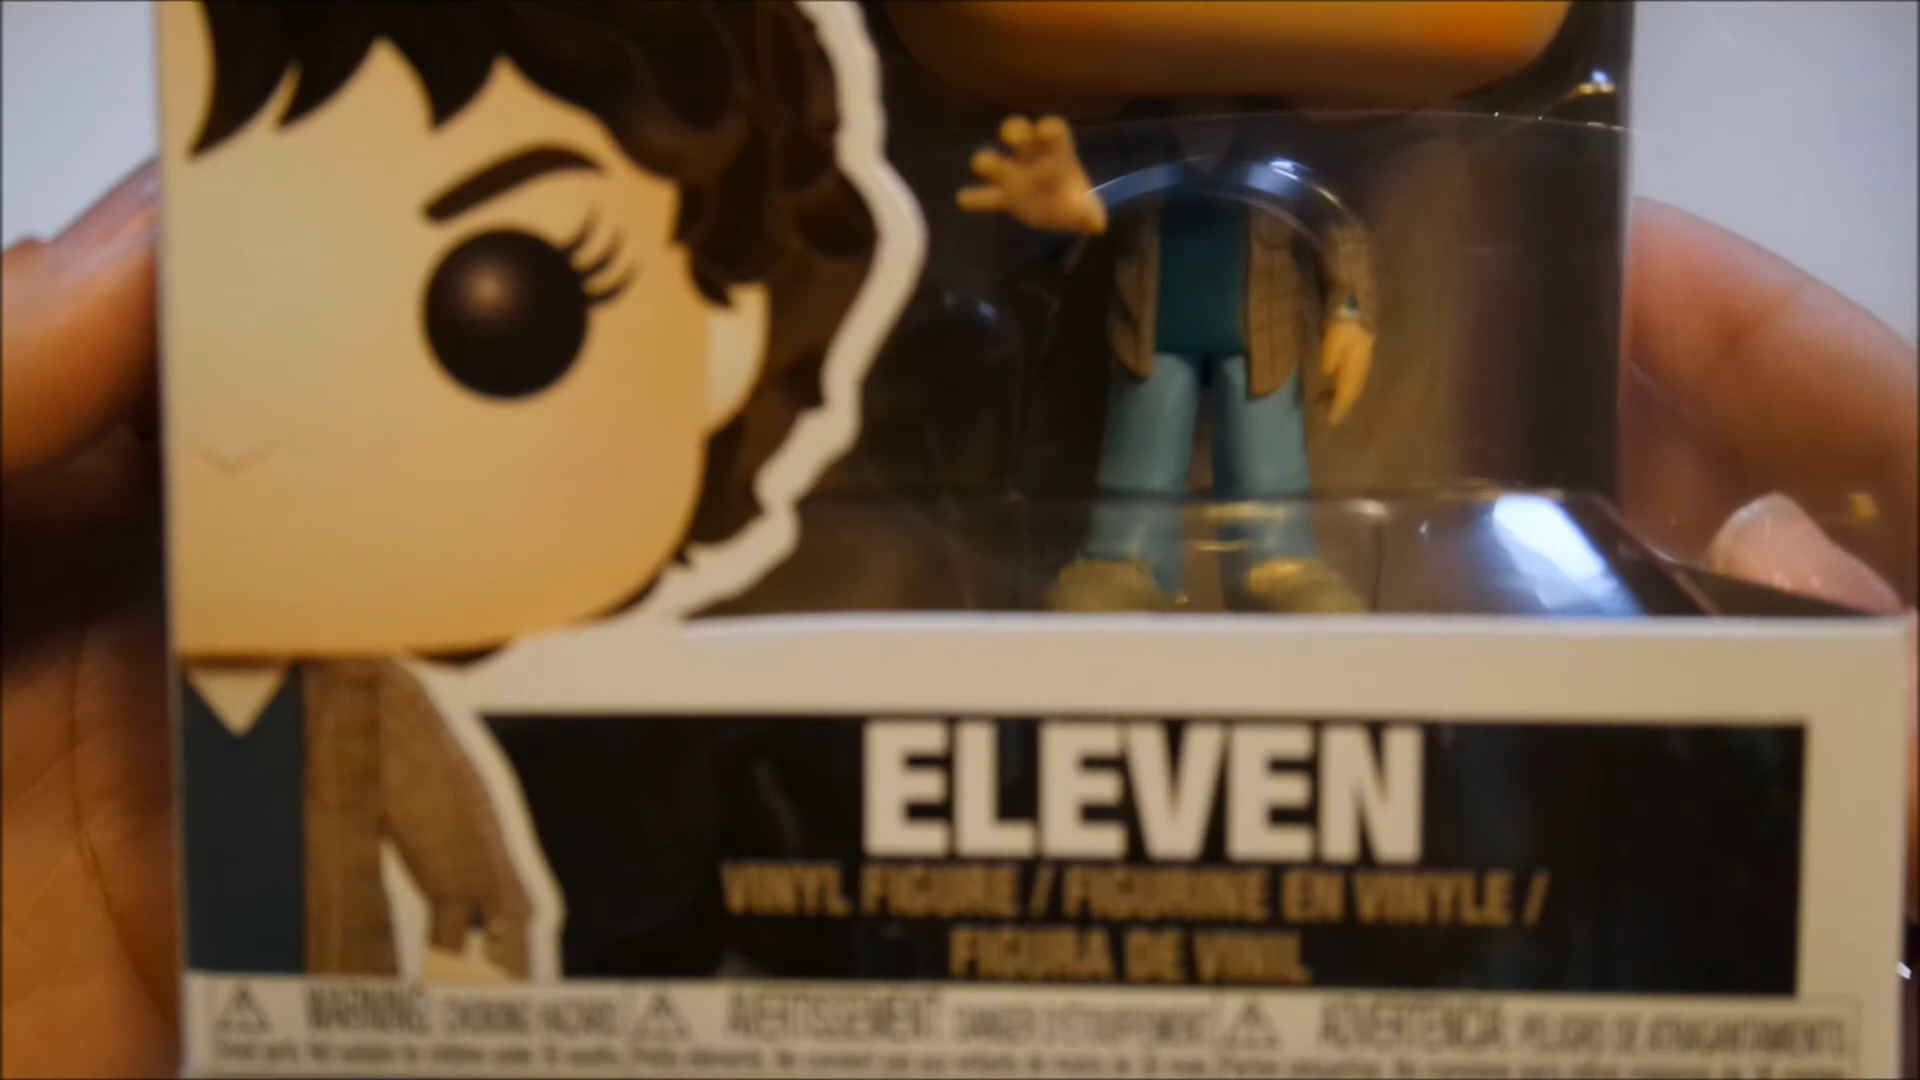 ELEVEN
VINYL FIGURE / FIGURINE EN VINYLE /
FIGURA DE VINIL
WARNING: CHOKING HAZARD AVERTISSEMENT: DANGER D'ÉTOUFFEMENT ADVERTENCIA: PELIGRO DE ATRAGANTAMIENTO